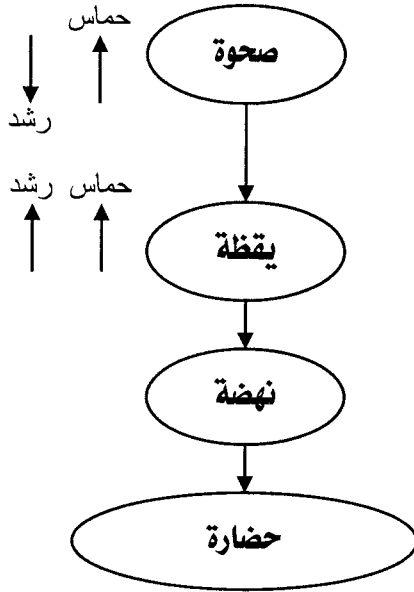 حماس
صحوة
رشد
حماس رشد
يقظة
نهضة
حضارة